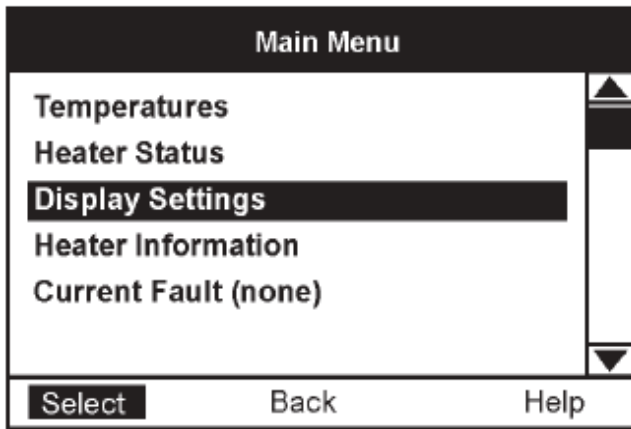 Main Menu
Temperatures
Heater Status
Display Settings
Heater Information
Current Fault (none)
Select Back Help